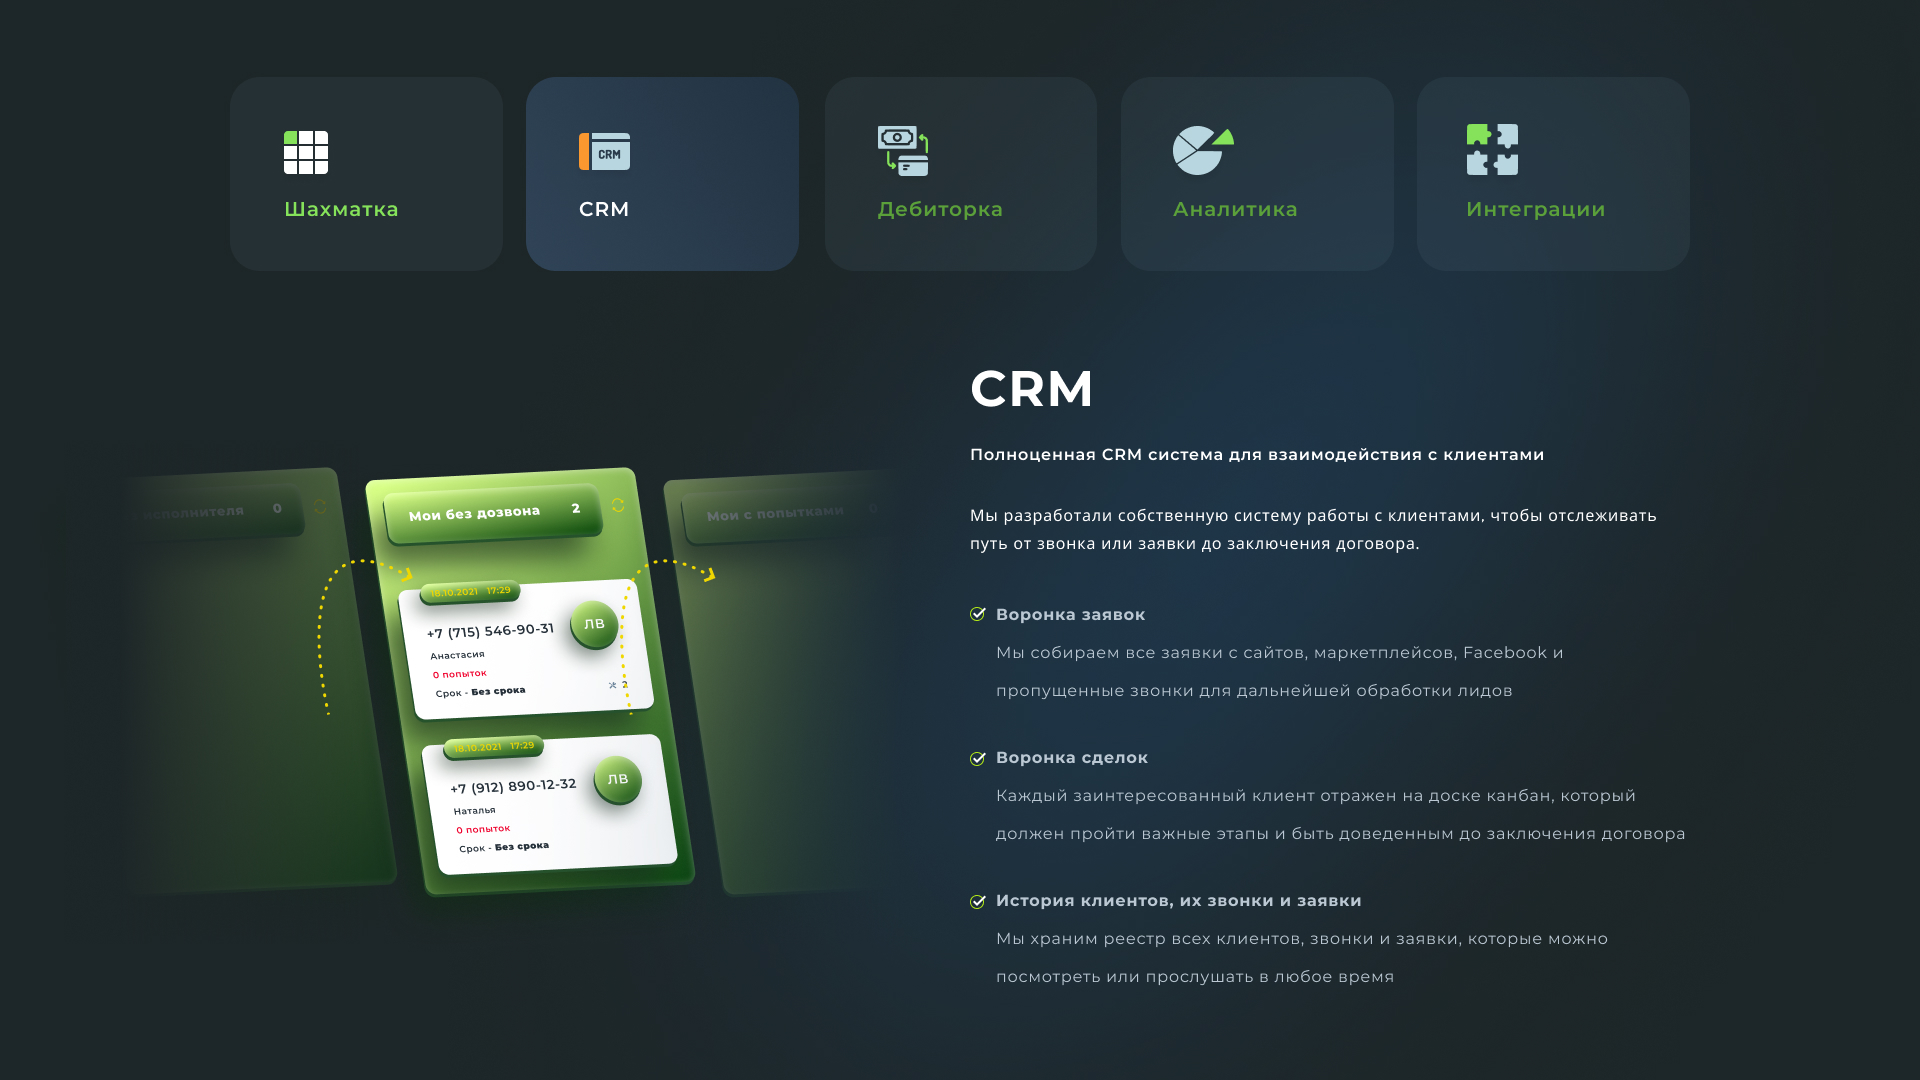 Шахматка
CRM
CRM
Дебиторка
Аналитика
Интеграции
CRM
Полноценная CRM система для взаимодействия с клиентами
Мы разработали собственную систему работы с клиентами, чтобы отслеживать
путь от звонка или заявки до заключения договора.
Воронка заявок
Мы собираем все заявки с сайтов, маркетплейсов, Facebook и
пропущенные звонки для дальнейшей обработки лидов
Воронка сделок
Каждый заинтересованный клиент отражен на доске канбан, который
должен пройти важные этапы и быть доведенным до заключения договора
История клиентов, их звонки и заявки
Мы храним реестр всех клиентов, звонки и заявки, которые можно
посмотреть или прослушать в любое время
исполнителя 0
Мои без дозвона 2
Мои с попытками 0
18.10.2021 17:29
+7 (715) 546-90-31
ЛВ
Анастасия
0 попыток
Срок - Без срока
2
18.10.2021 17:29
+7 (912) 890-12-32
ЛВ
Наталья
0 попыток
Срок - Без срока